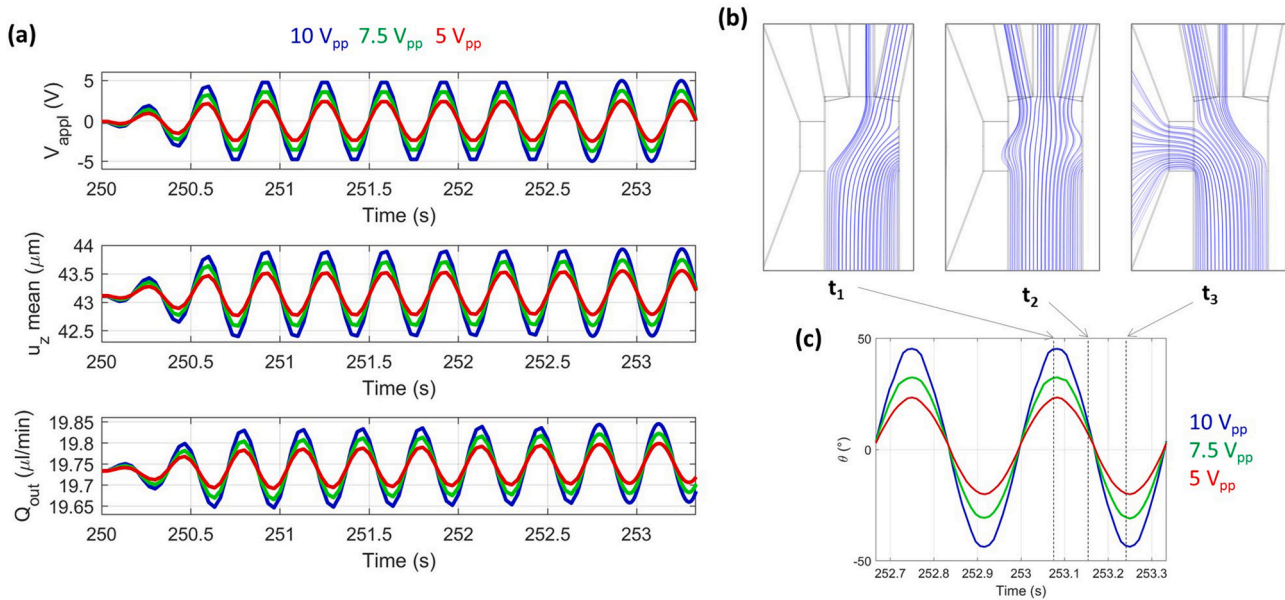 (a)
10 Vpp 7.5 Vpp 5 Vpp
Vappl (V)
5
0
-5
250 250.5 251 251.5 252 252.5 253
Time (s)
uz mean (μm)
44
43.5
43
42.5
250 250.5 251 251.5 252 252.5 253
Time (s)
Qout (μl/min)
19.85
19.8
19.75
19.7
19.65
250 250.5 251 251.5 252 252.5 253
Time (s)
(b)
t1 t2 t3
(c)
θ (°)
50
0
-50
252.7 252.8 252.9 253 253.1 253.2 253.3
Time (s)
10 Vpp
7.5 Vpp
5 Vpp